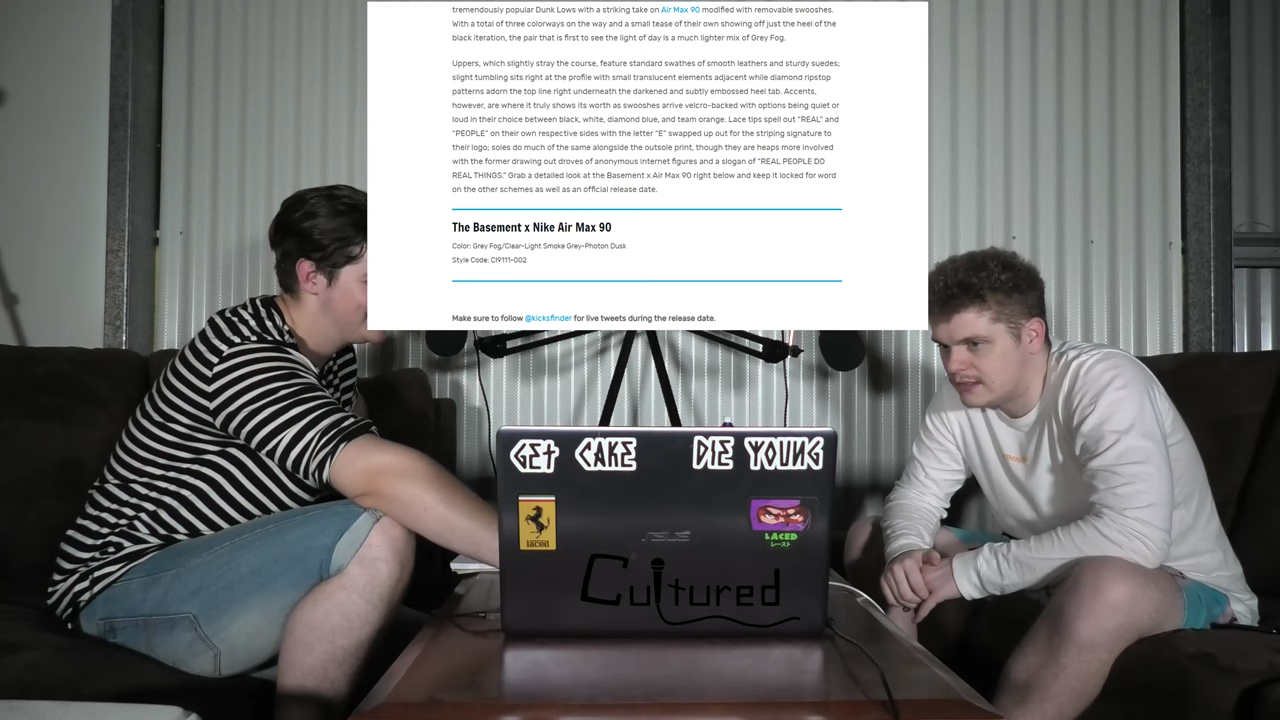 tremendously popular Dunk Lows with a striking take on Air Max 90 modified with removable swooshes.
With a total of three colorways on the way and a small tease of their own showing off just the heel of the
black iteration, the pair that is first to see the light of day is a much lighter mix of Grey Fog.
Uppers, which slightly stray the course, feature standard swathes of smooth leathers and sturdy suedes;
slight tumbling sits right at the profile with small translucent elements adjacent while diamond ripstop
patterns adorn the top line right underneath the darkened and subtly embossed heel tab. Accents,
however, are where it truly shows its worth as swooshes arrive velcro-backed with options being quiet or
loud in their choice between black, white, diamond blue, and team orange. Lace tips spell out "REAL" and
"PEOPLE" on their own respective sides with the letter "E" swapped up out for the striping signature to
their logo; soles do much of the same alongside the outsole print, though they are heaps more involved
with the former drawing out droves of anonymous internet figures and a slogan of "REAL PEOPLE DO
REAL THINGS." Grab a detailed look at the Basement x Air Max 90 right below and keep it locked for word
on the other schemes as well as an official release date.
The Basement x Nike Air Max 90
Color: Grey Fog/Clear-Light Smoke Grey-Photon Dusk
Style Code: CI9111-002
Make sure to follow @kicksfinder for live tweets during the release date.
GET CAKE DIE YOUNG
laced
ASUS
LACED
レースト
Cultured